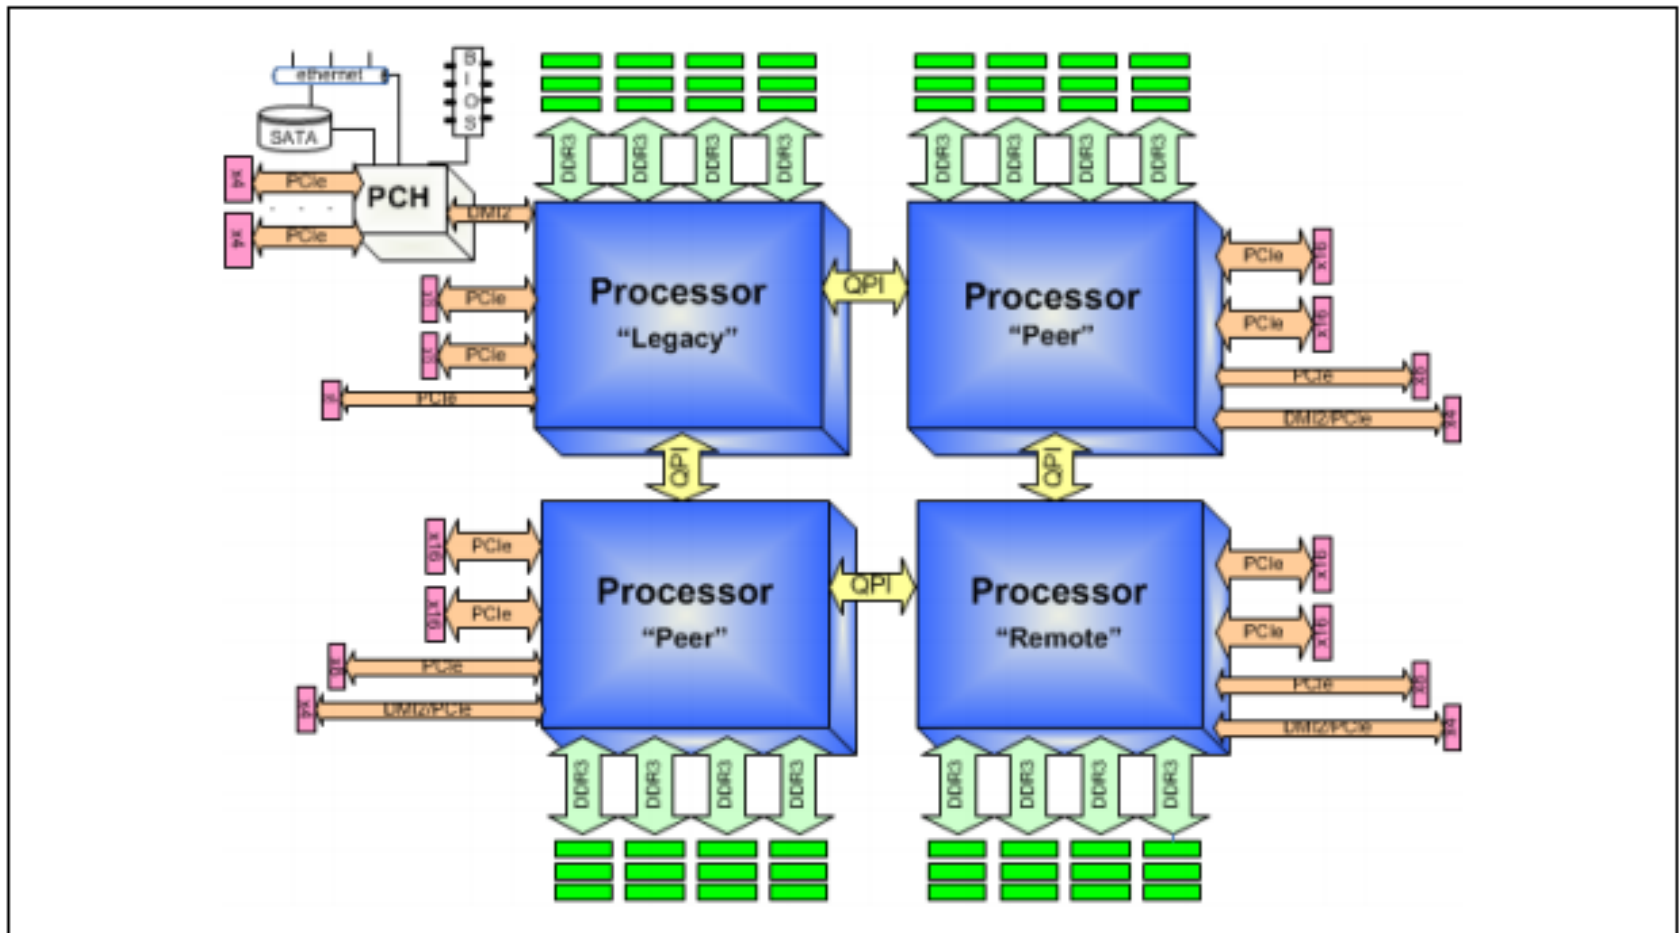 ethernet
BIOS
SATA
x4
PCIe
PCH
. . .
DMI2
x4
PCIe
DDR3
DDR3
DDR3
DDR3
DDR3
DDR3
DDR3
DDR3
Processor
“Legacy”
QPI
Processor
“Peer”
PCIe
PCIe
PCIe
PCIe
x16
PCIe
x16
PCIe
x8
DMI2/PCIe
x4
QPI
QPI
x16
PCIe
x16
PCIe
x8
PCIe
x4
DMI2/PCIe
Processor
“Peer”
QPI
Processor
“Remote”
PCIe
x16
PCIe
x16
PCIe
x8
DMI2/PCIe
x4
DDR3
DDR3
DDR3
DDR3
DDR3
DDR3
DDR3
DDR3